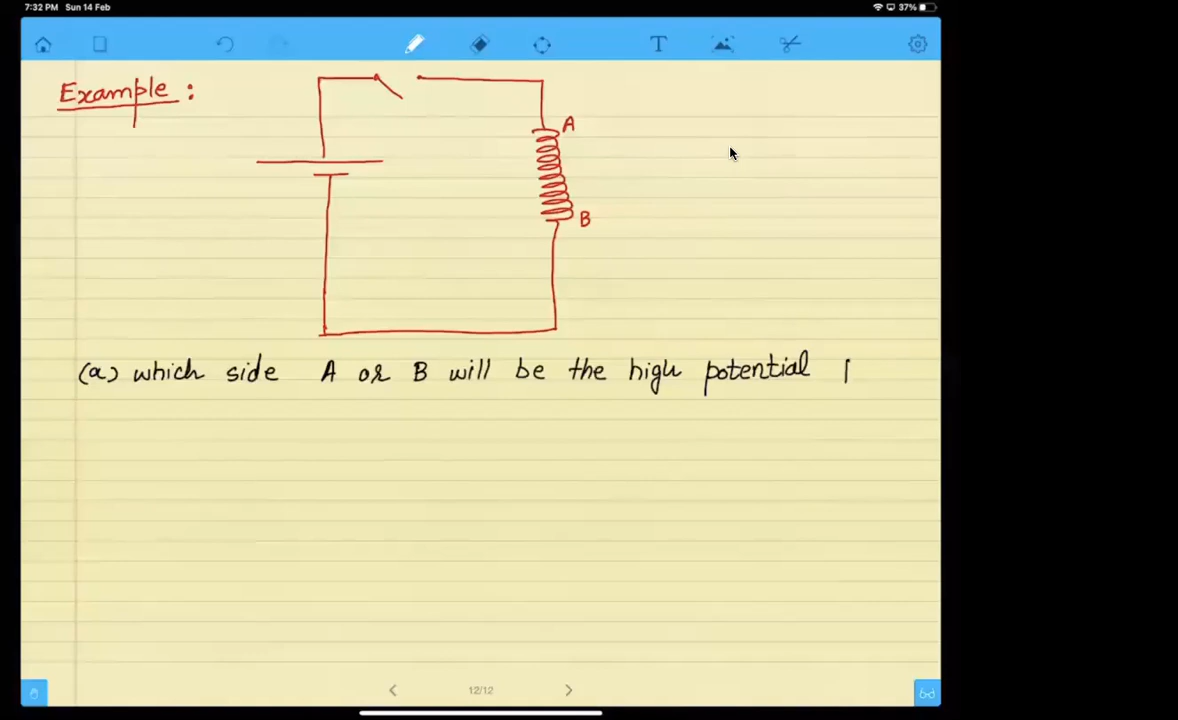 7:32 PM Sun 14 Feb
37%
T
Example :
A
B
(a) which side A or B will be the high potential
12/12